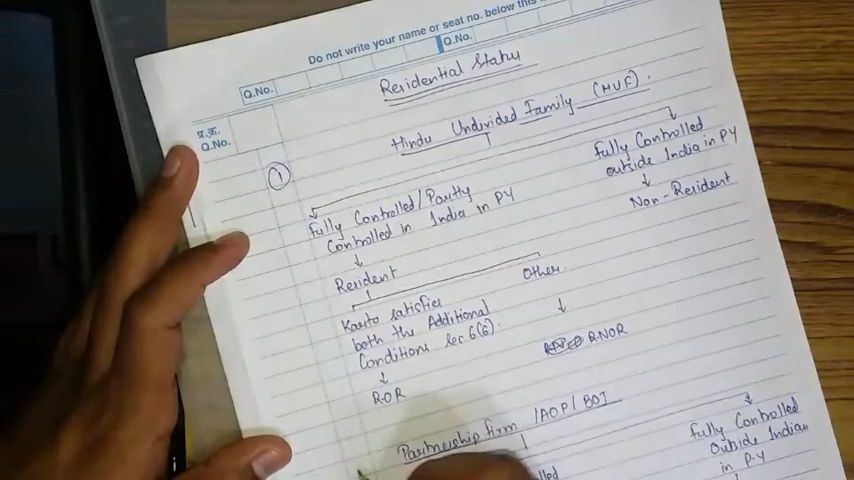 Do not write your name or seat no. below this
Q.No.
Q.No.
प्र.क्र.
Q.No.
Residential Status
Hindu Undivided Family (HUF).
1
Fully Controlled/Partly
Controlled in India in PY
Fully Controlled
outside India in PY
Non-Resident
Resident
Other.
Karta satisfies
both the Additional
Conditions Sec 6(6).
ROR
RNOR
Partnership firm /AOP/BOI
Fully Controlled
Outside Indian
in P.Y
lled